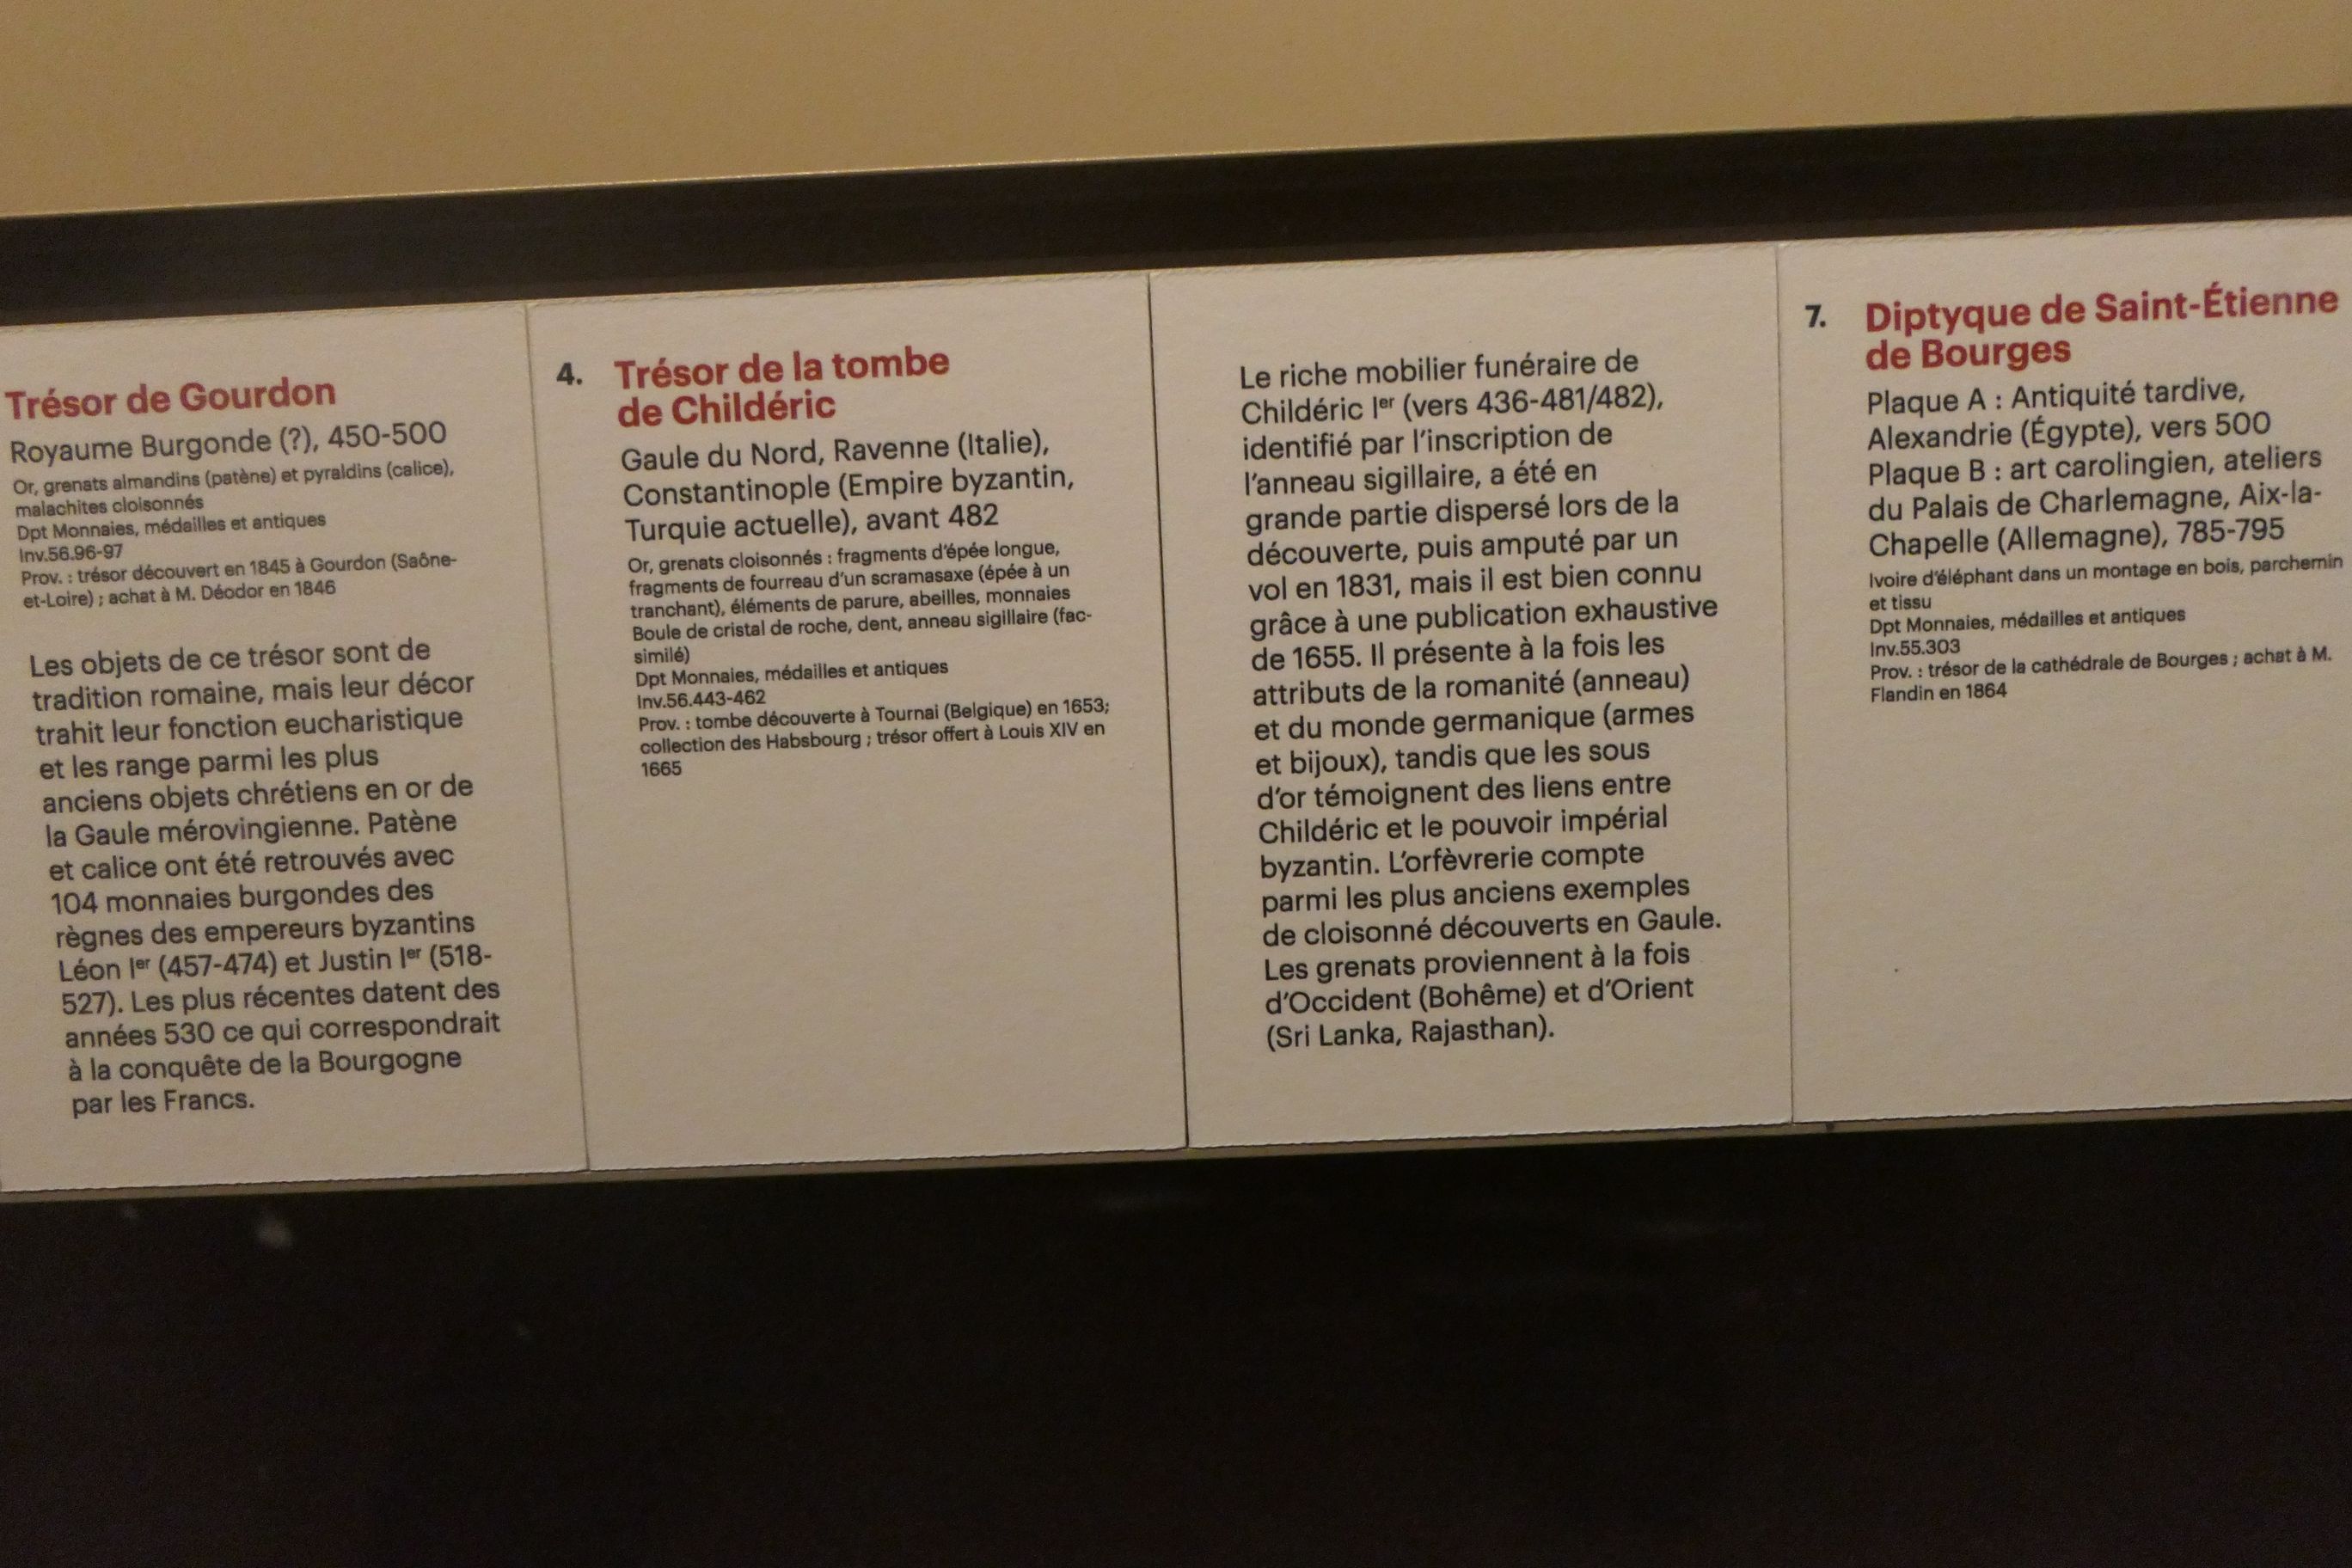 Trésor de Gourdon
Royaume Burgonde (?), 450-500
Or, grenats almandins (patène) et pyraldins (calice),
malachites cloisonnés
Dpt Monnaies, médailles et antiques
Inv.56.96-97
Prov. : trésor découvert en 1845 à Gourdon (Saône-
et-Loire) ; achat à M. Déodor en 1846
Les objets de ce trésor sont de
tradition romaine, mais leur décor
trahit leur fonction eucharistique
et les range parmi les plus
anciens objets chrétiens en or de
la Gaule mérovingienne. Patène
et calice ont été retrouvés avec
104 monnaies burgondes des
règnes des empereurs byzantins
Léon Ier (457-474) et Justin Ier (518-
527). Les plus récentes datent des
années 530 ce qui correspondrait
à la conquête de la Bourgogne
par les Francs.
4. Trésor de la tombe
de Childéric
Gaule du Nord, Ravenne (Italie),
Constantinople (Empire byzantin,
Turquie actuelle), avant 482
Or, grenats cloisonnés : fragments d'épée longue,
fragments de fourreau d'un scramasaxe (épée à un
tranchant), éléments de parure, abeilles, monnaies
Boule de cristal de roche, dent, anneau sigillaire (fac-
similé)
Dpt Monnaies, médailles et antiques
Inv.56.443-462
Prov. : tombe découverte à Tournai (Belgique) en 1653;
collection des Habsbourg ; trésor offert à Louis XIV en
1665
Le riche mobilier funéraire de
Childéric Ier (vers 436-481/482),
identifié par l'inscription de
l'anneau sigillaire, a été en
grande partie dispersé lors de la
découverte, puis amputé par un
vol en 1831, mais il est bien connu
grâce à une publication exhaustive
de 1655. Il présente à la fois les
attributs de la romanité (anneau)
et du monde germanique (armes
et bijoux), tandis que les sous
d'or témoignent des liens entre
Childéric et le pouvoir impérial
byzantin. L'orfèvrerie compte
parmi les plus anciens exemples
de cloisonné découverts en Gaule.
Les grenats proviennent à la fois
d'Occident (Bohême) et d'Orient
(Sri Lanka, Rajasthan).
7. Diptyque de Saint-Étienne
de Bourges
Plaque A : Antiquité tardive,
Alexandrie (Égypte), vers 500
Plaque B : art carolingien, ateliers
du Palais de Charlemagne, Aix-la-
Chapelle (Allemagne), 785-795
Ivoire d'éléphant dans un montage en bois, parchemin
et tissu
Dpt Monnaies, médailles et antiques
Inv.55.303
Prov. : trésor de la cathédrale de Bourges ; achat à M.
Flandin en 1864